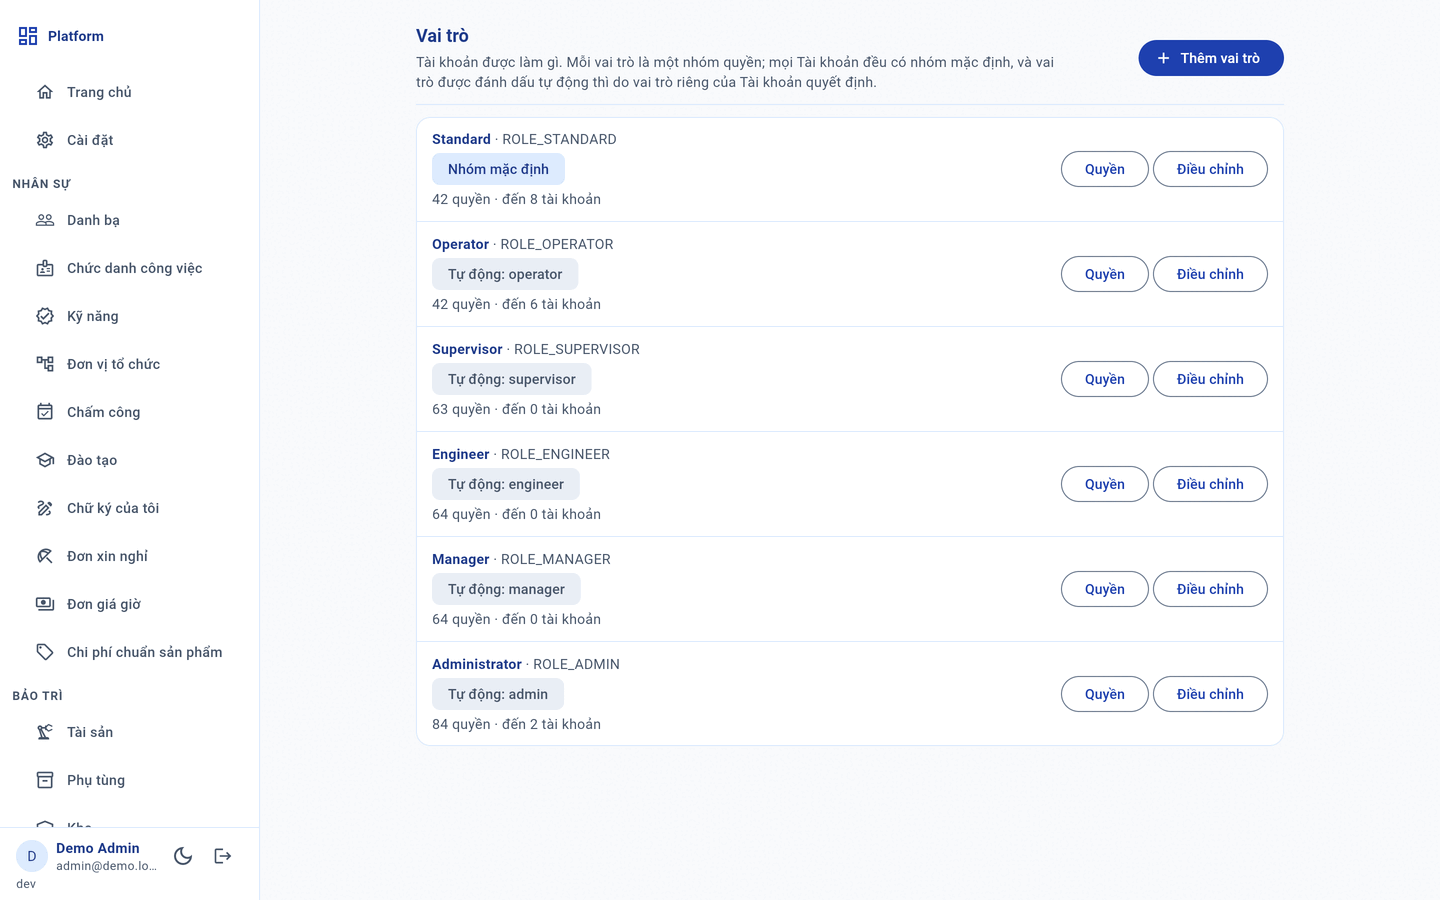 Platform
Trang chủ
Cài đặt
NHÂN SỰ
Danh bạ
Chức danh công việc
Kỹ năng
Đơn vị tổ chức
Chấm công
Đào tạo
Chữ ký của tôi
Đơn xin nghỉ
Đơn giá giờ
Chi phí chuẩn sản phẩm
BẢO TRÌ
Tài sản
Phụ tùng
D
Demo Admin
admin@demo.lo...
dev
Vai trò
Tài khoản được làm gì. Mỗi vai trò là một nhóm quyền; mọi Tài khoản đều có nhóm mặc định, và vai
trò được đánh dấu tự động thì do vai trò riêng của Tài khoản quyết định.
Thêm vai trò
Standard · ROLE_STANDARD
Nhóm mặc định
42 quyền · đến 8 tài khoản
Quyền
Điều chỉnh
Operator · ROLE_OPERATOR
Tự động: operator
42 quyền · đến 6 tài khoản
Quyền
Điều chỉnh
Supervisor · ROLE_SUPERVISOR
Tự động: supervisor
63 quyền · đến 0 tài khoản
Quyền
Điều chỉnh
Engineer · ROLE_ENGINEER
Tự động: engineer
64 quyền · đến 0 tài khoản
Quyền
Điều chỉnh
Manager · ROLE_MANAGER
Tự động: manager
64 quyền · đến 0 tài khoản
Quyền
Điều chỉnh
Administrator · ROLE_ADMIN
Tự động: admin
84 quyền · đến 2 tài khoản
Quyền
Điều chỉnh